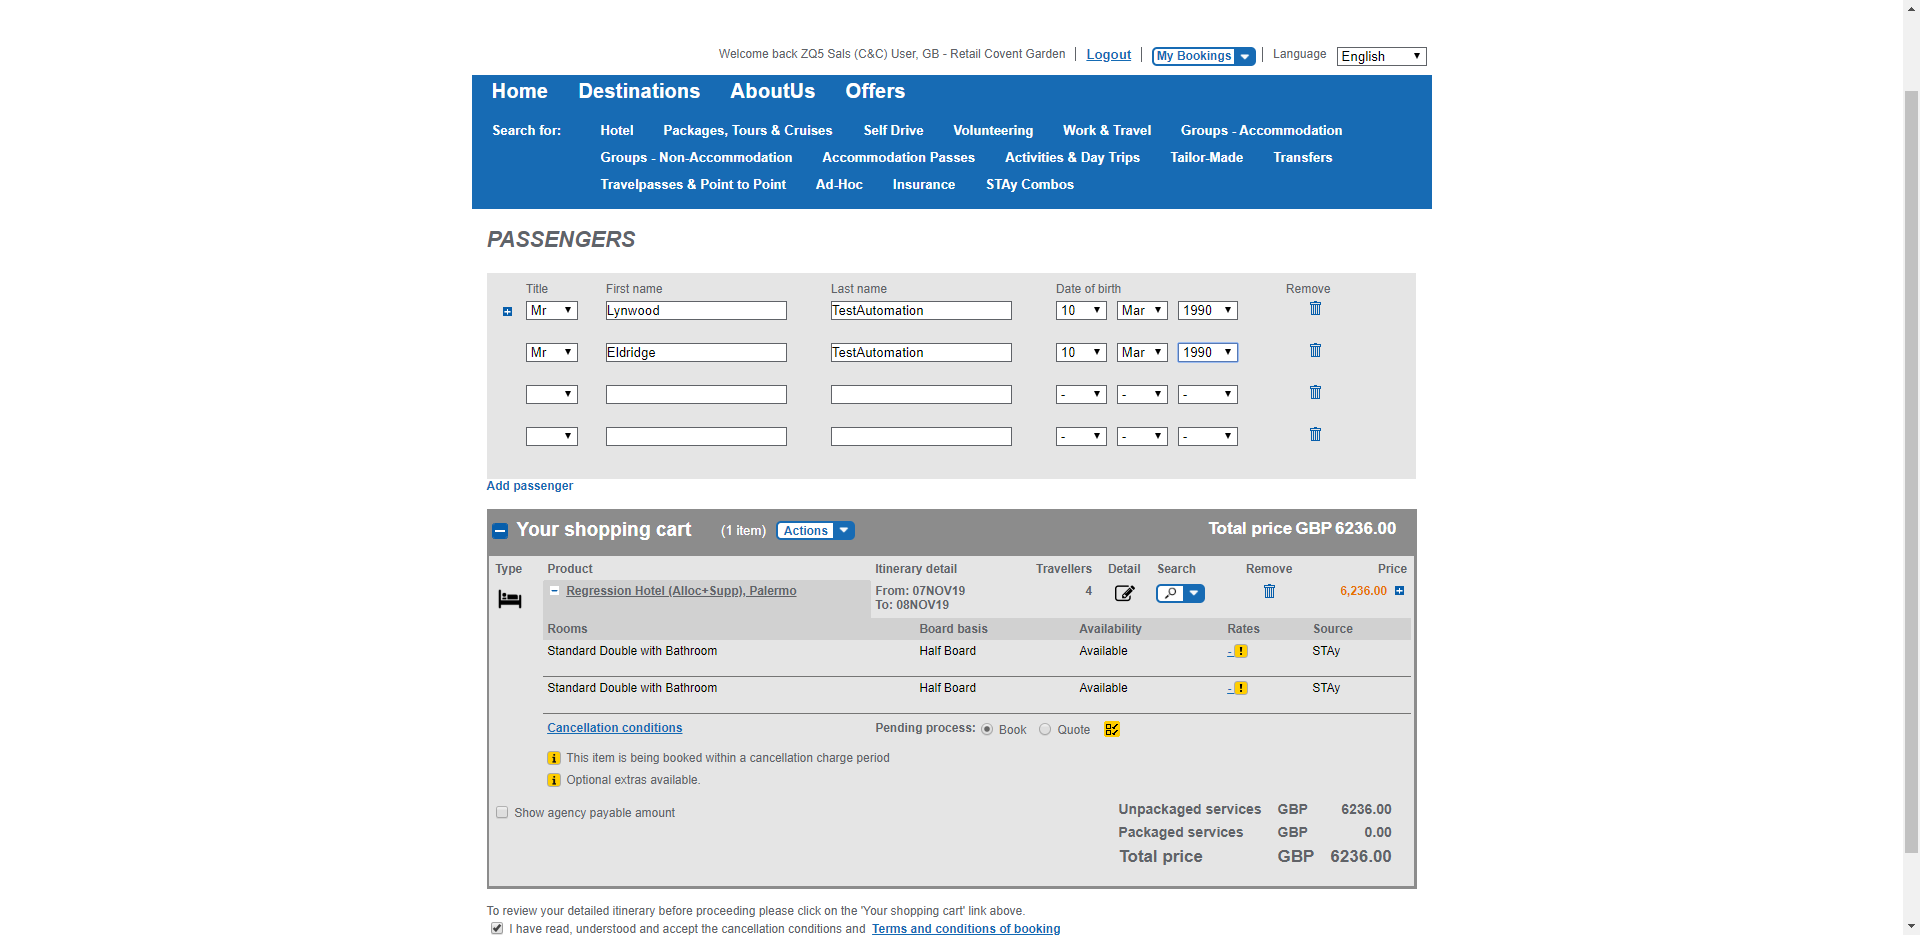 Welcome back ZQ5 Sals (C&C) User, GB - Retail Covent Garden Logout My Bookings Language English
Home Destinations AboutUs Offers
Search for: Hotel Packages, Tours & Cruises Self Drive Volunteering Work & Travel Groups - Accommodation
Groups - Non-Accommodation Accommodation Passes Activities & Day Trips Tailor-Made Transfers
Travelpasses & Point to Point Ad-Hoc Insurance STAy Combos
PASSENGERS
Title First name Last name Date of birth Remove
Mr Lynwood TestAutomation 10 Mar 1990
Mr Eldridge TestAutomation 10 Mar 1990
- - -
- - -
Add passenger
Your shopping cart (1 item) Actions Total price GBP 6236.00
Type Product Itinerary detail Travellers Detail Search Remove Price
Regression Hotel (Alloc+Supp), Palermo From: 07NOV19 4 6,236.00
To: 08NOV19
Rooms Board basis Availability Rates Source
Standard Double with Bathroom Half Board Available - ! STAy
Standard Double with Bathroom Half Board Available - ! STAy
Cancellation conditions Pending process: Book Quote
i This item is being booked within a cancellation charge period
i Optional extras available.
Show agency payable amount
Unpackaged services GBP 6236.00
Packaged services GBP 0.00
Total price GBP 6236.00
To review your detailed itinerary before proceeding please click on the 'Your shopping cart' link above.
I have read, understood and accept the cancellation conditions and Terms and conditions of booking